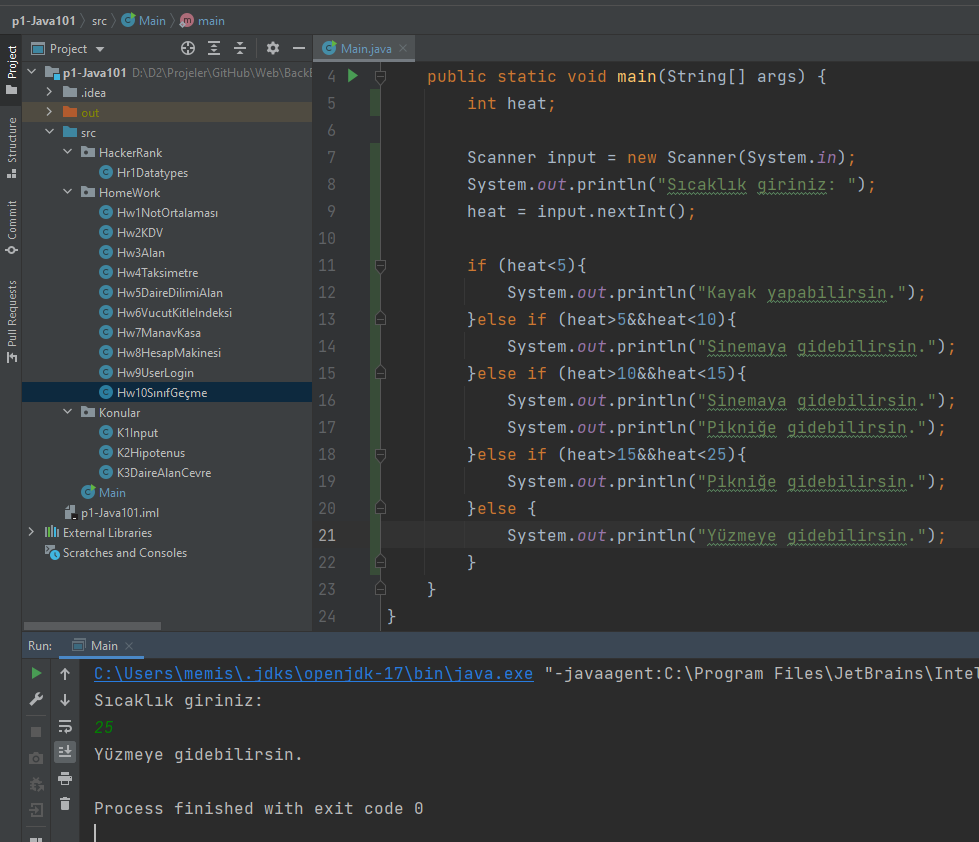 p1-Java101 src Main main
Project
Main.java
Project
Structure
Commit
Pull Requests
p1-Java101 D:\D2\Projeler\GitHub\Web\BackE
.idea
out
src
HackerRank
Hr1Datatypes
HomeWork
Hw1NotOrtalaması
Hw2KDV
Hw3Alan
Hw4Taksimetre
Hw5DaireDilimiAlan
Hw6VucutKitleIndeksi
Hw7ManavKasa
Hw8HesapMakinesi
Hw9UserLogin
Hw10SınıfGeçme
Konular
K1Input
K2Hipotenus
K3DaireAlanCevre
Main
p1-Java101.iml
External Libraries
Scratches and Consoles
4 public static void main(String[] args) {
5 int heat;
6
7 Scanner input = new Scanner(System.in);
8 System.out.println("Sıcaklık giriniz: ");
9 heat = input.nextInt();
10
11 if (heat<5){
12 System.out.println("Kayak yapabilirsin.");
13 }else if (heat>5&&heat<10){
14 System.out.println("Sinemaya gidebilirsin.");
15 }else if (heat>10&&heat<15){
16 System.out.println("Sinemaya gidebilirsin.");
17 System.out.println("Pikniğe gidebilirsin.");
18 }else if (heat>15&&heat<25){
19 System.out.println("Pikniğe gidebilirsin.");
20 }else {
21 System.out.println("Yüzmeye gidebilirsin.");
22 }
23 }
24 }
Run: Main
C:\Users\memis\.jdks\openjdk-17\bin\java.exe "-javaagent:C:\Program Files\JetBrains\Intel
Sıcaklık giriniz:
25
Yüzmeye gidebilirsin.
Process finished with exit code 0